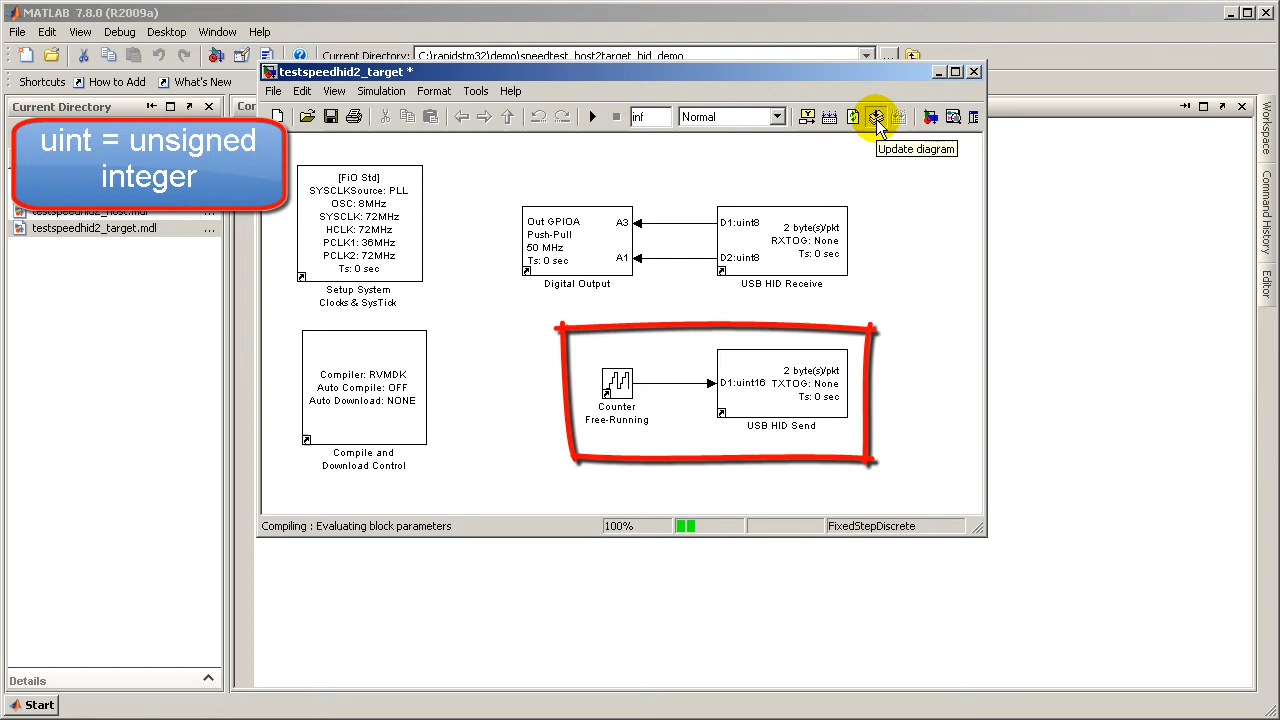 MATLAB 7.8.0 (R2009a)
File Edit View Debug Desktop Window Help
Current Directory: C:\rapidstm32\demo\speedtest_host2target_hid_demo
Shortcuts How to Add What's New
Current Directory
uint = unsigned
integer
testspeedhid2_host.mdl ...
testspeedhid2_target.mdl ...
testspeedhid2_target *
File Edit View Simulation Format Tools Help
inf Normal
Update diagram
[FiO Std]
SYSCLKSource: PLL
OSC: 8MHz
SYSCLK: 72MHz
HCLK: 72MHz
PCLK1: 36MHz
PCLK2: 72MHz
Ts: 0 sec
Setup System
Clocks & SysTick
Out GPIOA
Push-Pull
50 MHz
Ts: 0 sec
A3
A1
Digital Output
D1:uint8
D2:uint8
2 byte(s)/pkt
RXTOG: None
Ts: 0 sec
USB HID Receive
Compiler: RVMDK
Auto Compile: OFF
Auto Download: NONE
Compile and
Download Control
Counter
Free-Running
D1:uint16
2 byte(s)/pkt
TXTOG: None
Ts: 0 sec
USB HID Send
Compiling : Evaluating block parameters 100% FixedStepDiscrete
Workspace
Command History
Editor
Details
Start